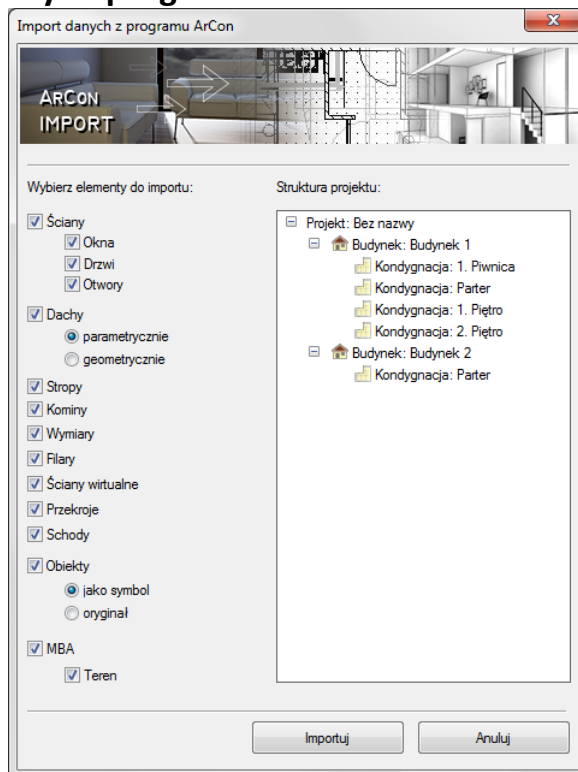 Import danych z programu ArCon
ARCON
IMPORT
Wybierz elementy do importu:
Ściany
Okna
Drzwi
Otwory
Dachy
parametrycznie
geometrycznie
Stropy
Kominy
Wymiary
Filary
Ściany wirtualne
Przekroje
Schody
Obiekty
jako symbol
oryginał
MBA
Teren
Struktura projektu:
Projekt: Bez nazwy
Budynek: Budynek 1
Kondygnacja: 1. Piwnica
Kondygnacja: Parter
Kondygnacja: 1. Piętro
Kondygnacja: 2. Piętro
Budynek: Budynek 2
Kondygnacja: Parter
Importuj
Anuluj